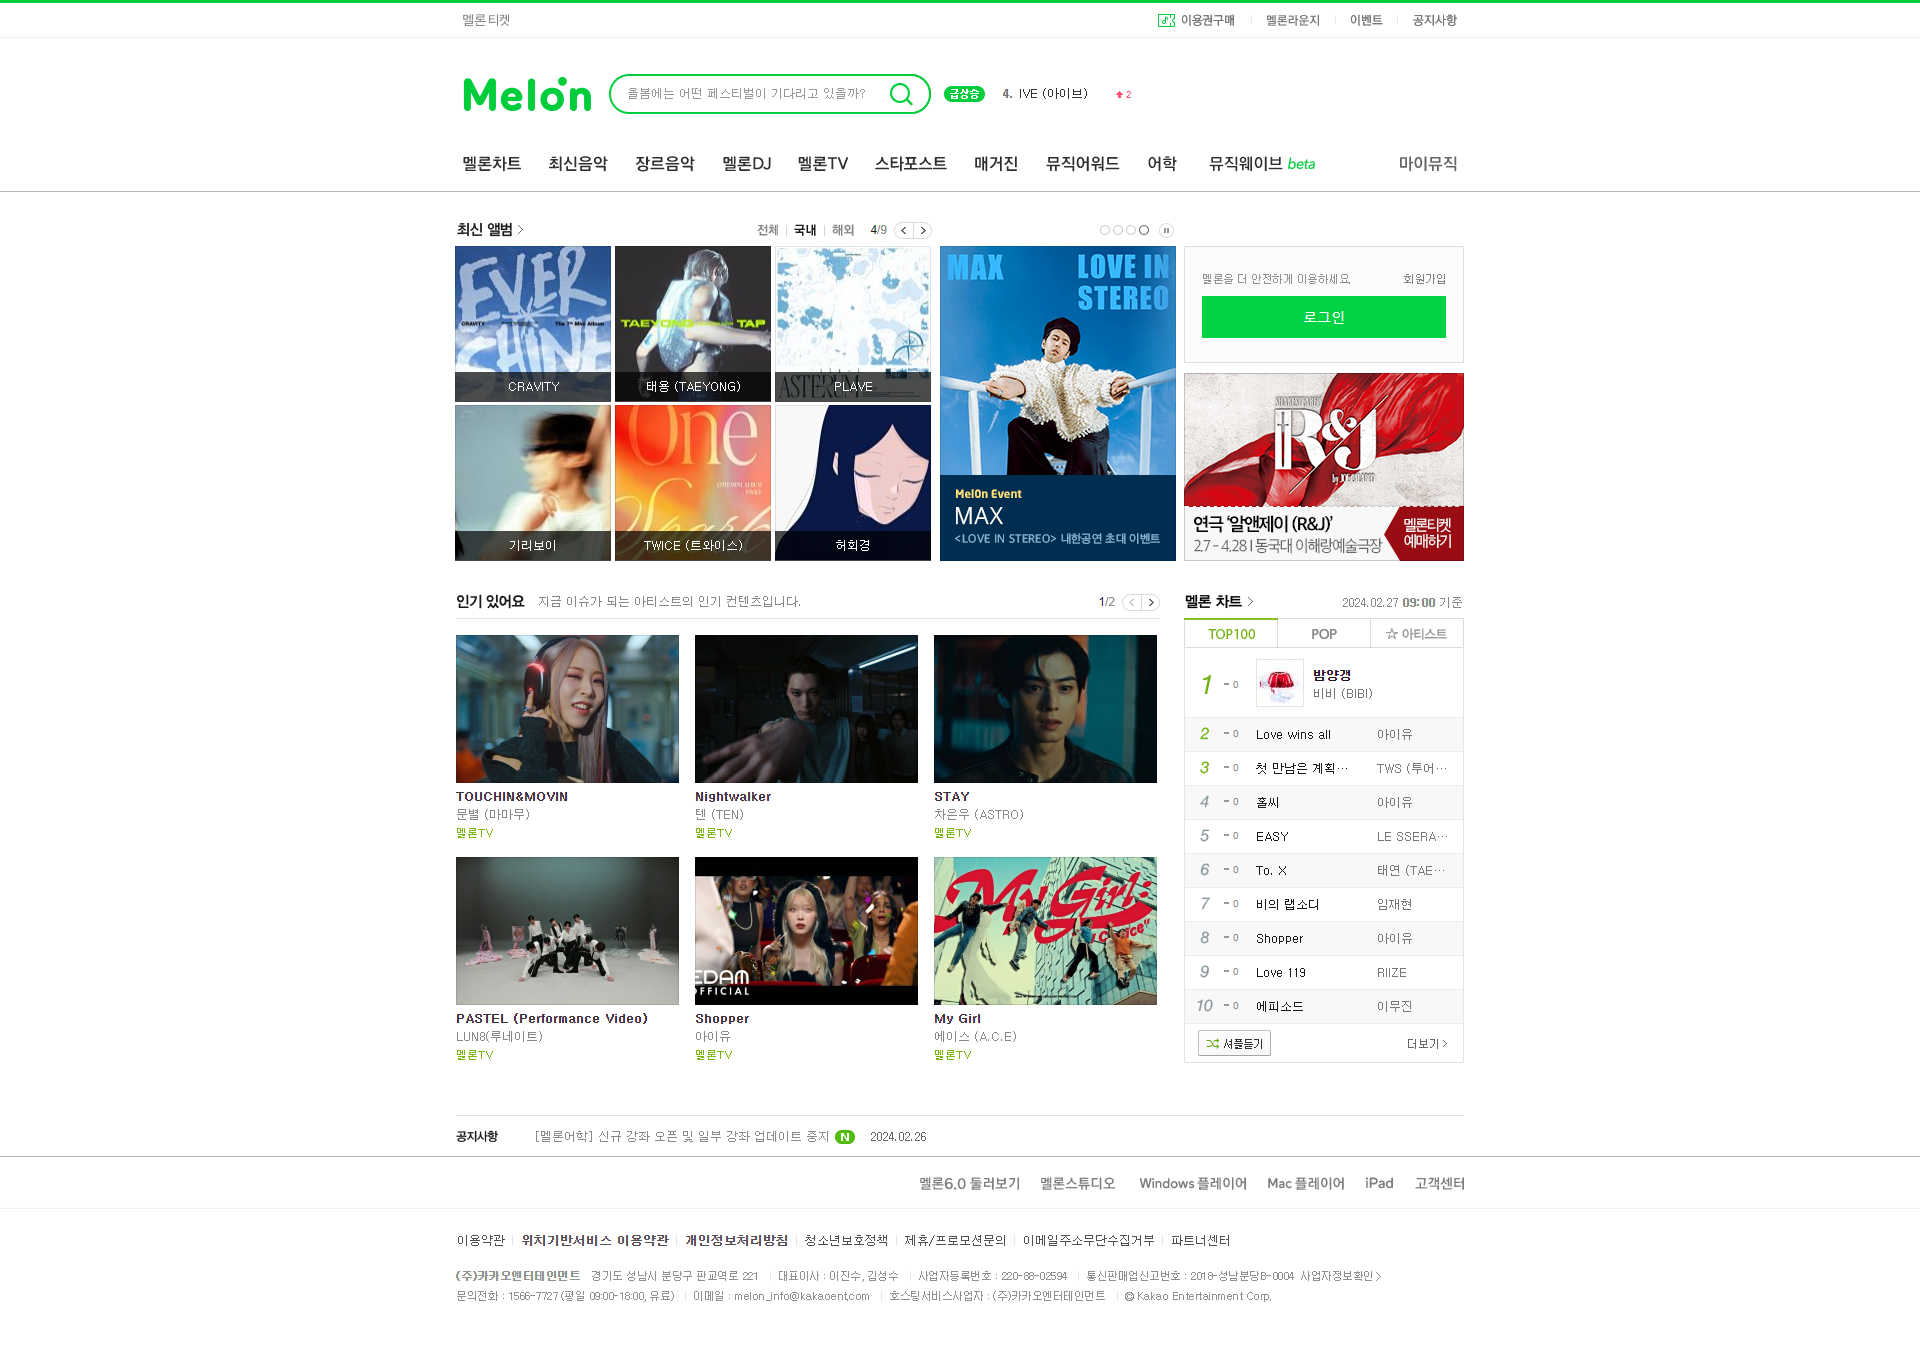 멜론티켓
이용권구매 멜론라운지 이벤트 공지사항
Melon
올봄에는 어떤 페스티벌이 기다리고 있을까?
급상승 4. IVE (아이브) 2
멜론차트 최신음악 장르음악 멜론DJ 멜론TV 스타포스트 매거진 뮤직어워드 어학 뮤직웨이브 beta 마이뮤직
최신 앨범 전체 국내 해외 4/9
EVER SHINE
CRAVITY The 7th Mini Album
CRAVITY
TAEYONG TAP
태용 (TAEYONG)
ASTERUM
PLAVE
기리보이
One Spark
11TH MINI ALBUM
TWICE
TWICE (트와이스)
허회경
MAX LOVE IN STEREO
MelOn Event
MAX
<LOVE IN STEREO> 내한공연 초대 이벤트
멜론을 더 안전하게 이용하세요. 회원가입
로그인
SHAKESPEARE'S
R&J
by JOE CALARCO
연극 ‘알앤제이 (R&J)’
2.7 - 4.28 I 동국대 이해랑예술극장
멜론티켓
예매하기
인기 있어요 지금 이슈가 되는 아티스트의 인기 컨텐츠입니다. 1/2
TOUCHIN&MOVIN
문별 (마마무)
멜론TV
Nightwalker
텐 (TEN)
멜론TV
STAY
차은우 (ASTRO)
멜론TV
PASTEL (Performance Video)
LUN8(루네이트)
멜론TV
EDAM
OFFICIAL
Shopper
아이유
멜론TV
My Girl:
My Girl
에이스 (A.C.E)
멜론TV
멜론 차트 2024.02.27 09:00 기준
TOP100 POP 아티스트
1 0 밤양갱
비비 (BIBI)
2 0 Love wins all 아이유
3 0 첫 만남은 계획… TWS (투어…
4 0 홀씨 아이유
5 0 EASY LE SSERA…
6 0 To. X 태연 (TAE…
7 0 비의 랩소디 임재현
8 0 Shopper 아이유
9 0 Love 119 RIIZE
10 0 에피소드 이무진
셔플듣기 더보기
공지사항 [멜론어학] 신규 강좌 오픈 및 일부 강좌 업데이트 중지 N 2024.02.26
멜론6.0 둘러보기 멜론스튜디오 Windows 플레이어 Mac 플레이어 iPad 고객센터
이용약관 위치기반서비스 이용약관 개인정보처리방침 청소년보호정책 제휴/프로모션문의 이메일주소무단수집거부 파트너센터
(주)카카오엔터테인먼트 경기도 성남시 분당구 판교역로 221 대표이사 : 이진수, 김성수 사업자등록번호 : 220-88-02594 통신판매업신고번호 : 2018-성남분당B-0004 사업자정보확인
문의전화 : 1566-7727 (평일 09:00-18:00, 유료) 이메일 : melon_info@kakaoent.com 호스팅서비스사업자 : (주)카카오엔터테인먼트 © Kakao Entertainment Corp.